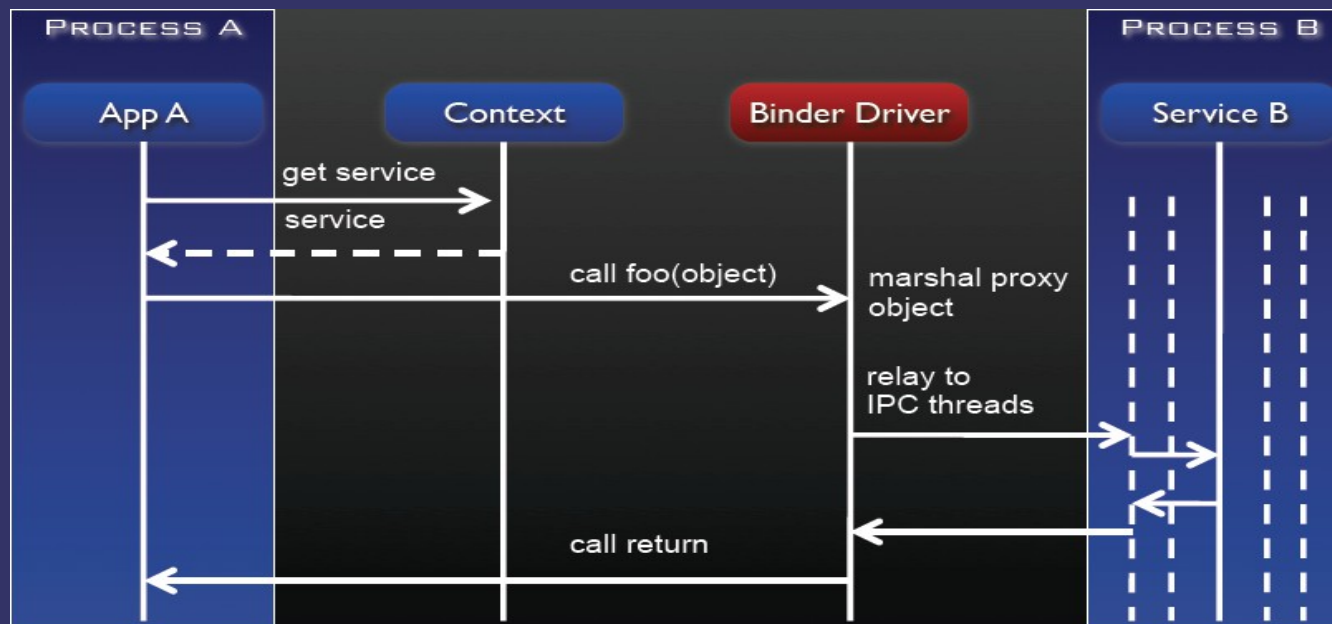 PROCESS A
PROCESS B
App A
Context
Binder Driver
Service B
get service
service
call foo(object)
marshal proxy
object
relay to
IPC threads
call return